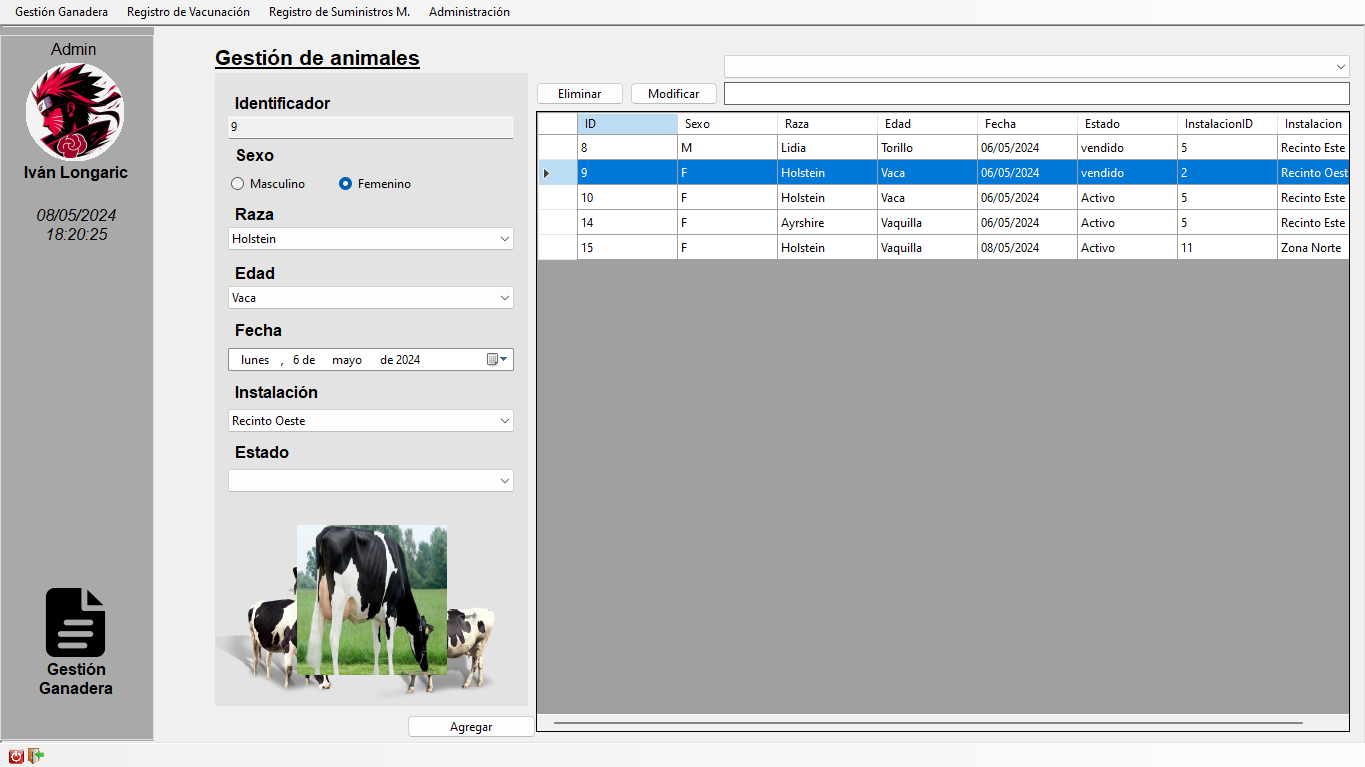 Gestión Ganadera Registro de Vacunación Registro de Suministros M. Administración
Admin
Iván Longaric
08/05/2024
18:20:25
Gestión
Ganadera
Gestión de animales
Identificador
9
Sexo
Masculino Femenino
Raza
Holstein
Edad
Vaca
Fecha
lunes , 6 de mayo de 2024
Instalación
Recinto Oeste
Estado
Agregar
Eliminar Modificar
ID Sexo Raza Edad Fecha Estado InstalacionID Instalacion
8 M Lidia Torillo 06/05/2024 vendido 5 Recinto Este
9 F Holstein Vaca 06/05/2024 vendido 2 Recinto Oest
10 F Holstein Vaca 06/05/2024 Activo 5 Recinto Este
14 F Ayrshire Vaquilla 06/05/2024 Activo 5 Recinto Este
15 F Holstein Vaquilla 08/05/2024 Activo 11 Zona Norte